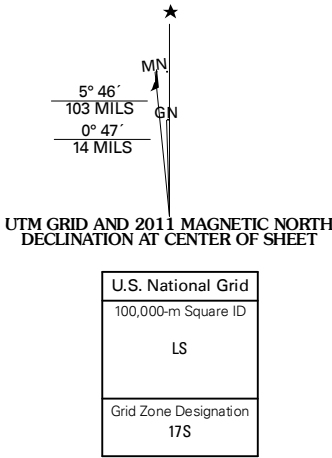 MN
5° 46´
103 MILS
GN
0° 47´
14 MILS
UTM GRID AND 2011 MAGNETIC NORTH
DECLINATION AT CENTER OF SHEET
U.S. National Grid
100,000-m Square ID
LS
Grid Zone Designation
17S